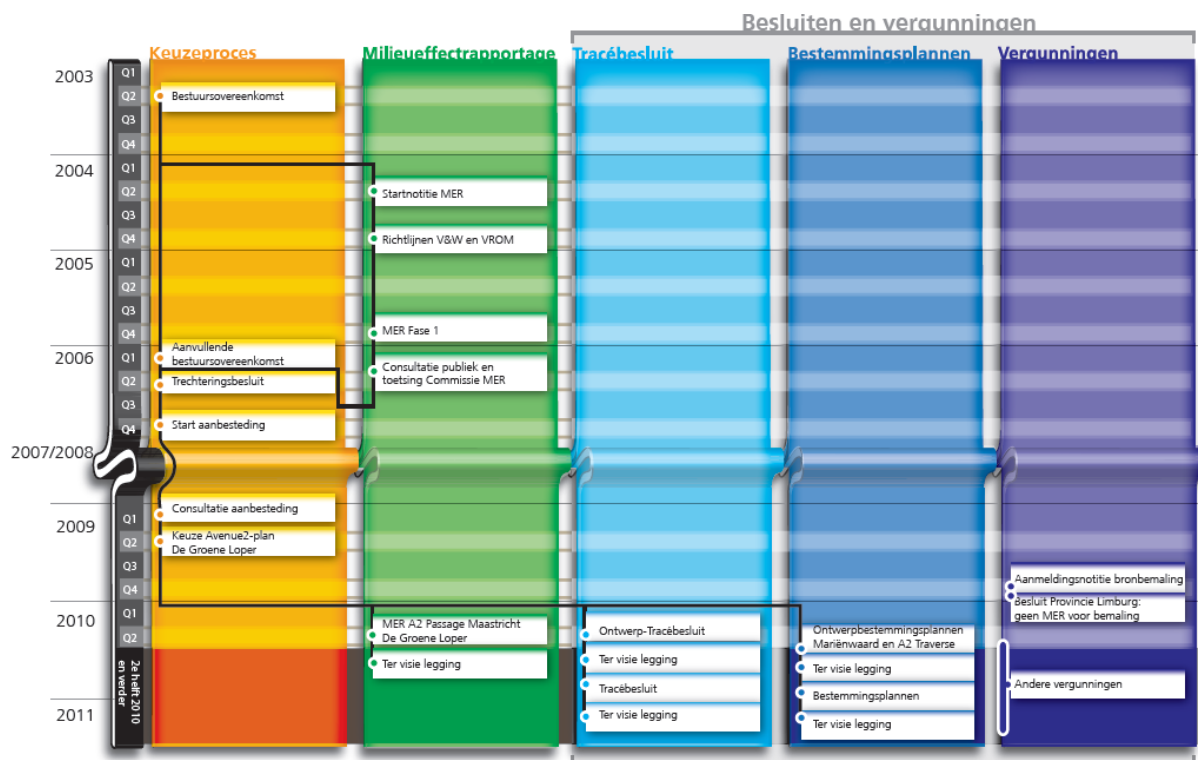 Besluiten en vergunningen
Keuzeproces
Milieueffectrapportage
Tracébesluit
Bestemmingsplannen
Vergunningen
2003
Q1
Q2
Q3
Q4
2004
Q1
Q2
Q3
Q4
2005
Q1
Q2
Q3
Q4
2006
Q1
Q2
Q3
Q4
2007/2008
2009
Q1
Q2
Q3
Q4
2010
Q1
Q2
2e helft 2010
en verder
2011
Bestuursovereenkomst
Aanvullende
bestuursovereenkomst
Trechteringsbesluit
Start aanbesteding
Consultatie aanbesteding
Keuze Avenue2-plan
De Groene Loper
Startnotitie MER
Richtlijnen V&W en VROM
MER Fase 1
Consultatie publiek en
toetsing Commissie MER
MER A2 Passage Maastricht
De Groene Loper
Ter visie legging
Ontwerp-Tracébesluit
Ter visie legging
Tracébesluit
Ter visie legging
Ontwerpbestemmingsplannen
Mariënwaard en A2 Traverse
Ter visie legging
Bestemmingsplannen
Ter visie legging
Aanmeldingsnotitie bronbemaling
Besluit Provincie Limburg:
geen MER voor bemaling
Andere vergunningen